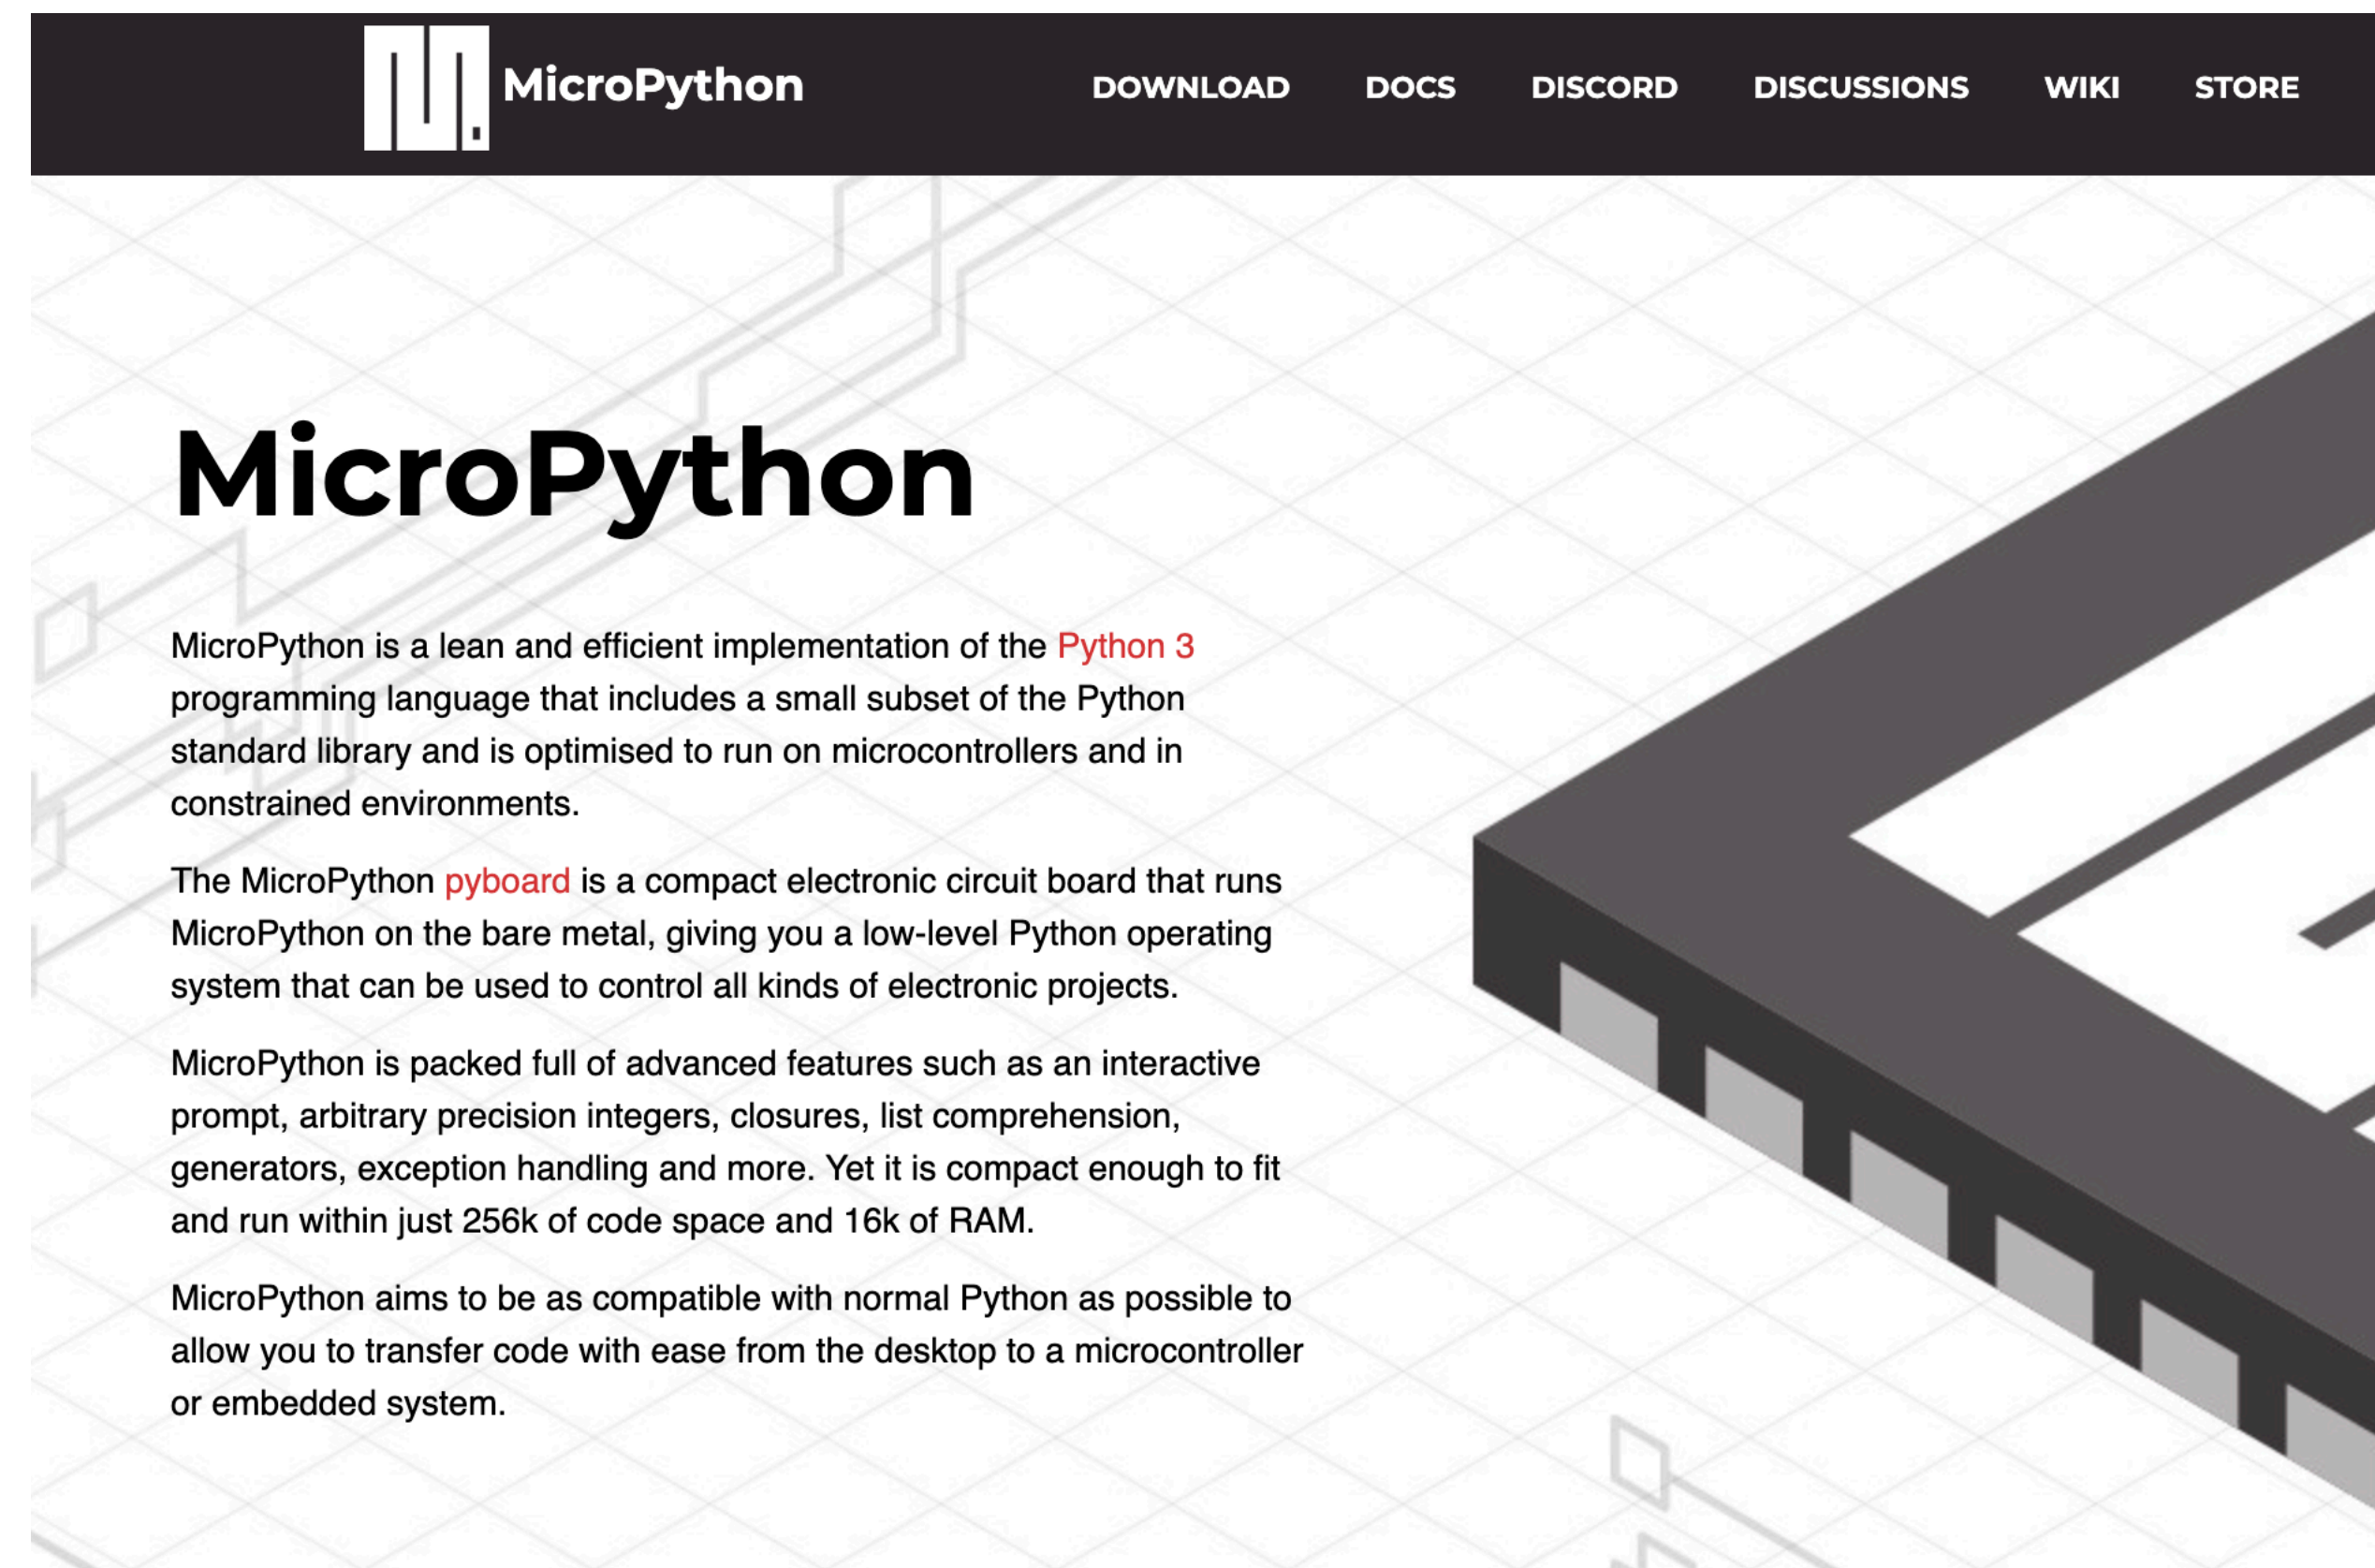 MicroPython
DOWNLOAD DOCS DISCORD DISCUSSIONS WIKI STORE
MicroPython
MicroPython is a lean and efficient implementation of the Python 3
programming language that includes a small subset of the Python
standard library and is optimised to run on microcontrollers and in
constrained environments.
The MicroPython pyboard is a compact electronic circuit board that runs
MicroPython on the bare metal, giving you a low-level Python operating
system that can be used to control all kinds of electronic projects.
MicroPython is packed full of advanced features such as an interactive
prompt, arbitrary precision integers, closures, list comprehension,
generators, exception handling and more. Yet it is compact enough to fit
and run within just 256k of code space and 16k of RAM.
MicroPython aims to be as compatible with normal Python as possible to
allow you to transfer code with ease from the desktop to a microcontroller
or embedded system.